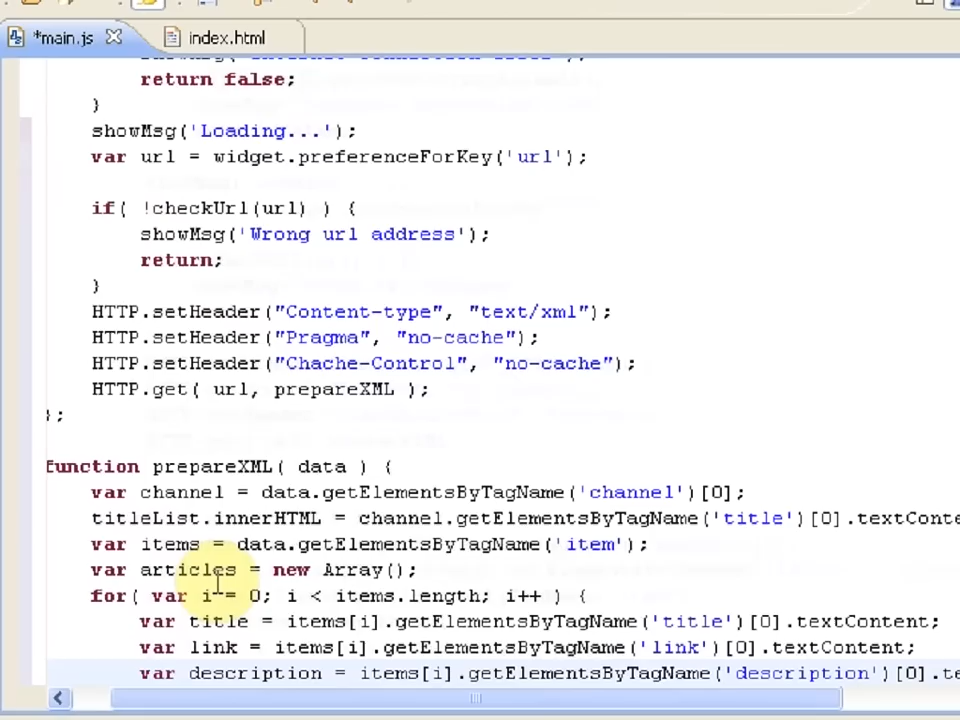 *main.js
index.html
return false;
}
showMsg('Loading...');
var url = widget.preferenceForKey('url');
if( !checkUrl(url) ) {
showMsg('Wrong url address');
return;
}
HTTP.setHeader("Content-type", "text/xml");
HTTP.setHeader("Pragma", "no-cache");
HTTP.setHeader("Chache-Control", "no-cache");
HTTP.get( url, prepareXML );
};
function prepareXML( data ) {
var channel = data.getElementsByTagName('channel')[0];
titleList.innerHTML = channel.getElementsByTagName('title')[0].textConte
var items = data.getElementsByTagName('item');
var articles = new Array();
for( var i = 0; i < items.length; i++ ) {
var title = items[i].getElementsByTagName('title')[0].textContent;
var link = items[i].getElementsByTagName('link')[0].textContent;
var description = items[i].getElementsByTagName('description')[0].te